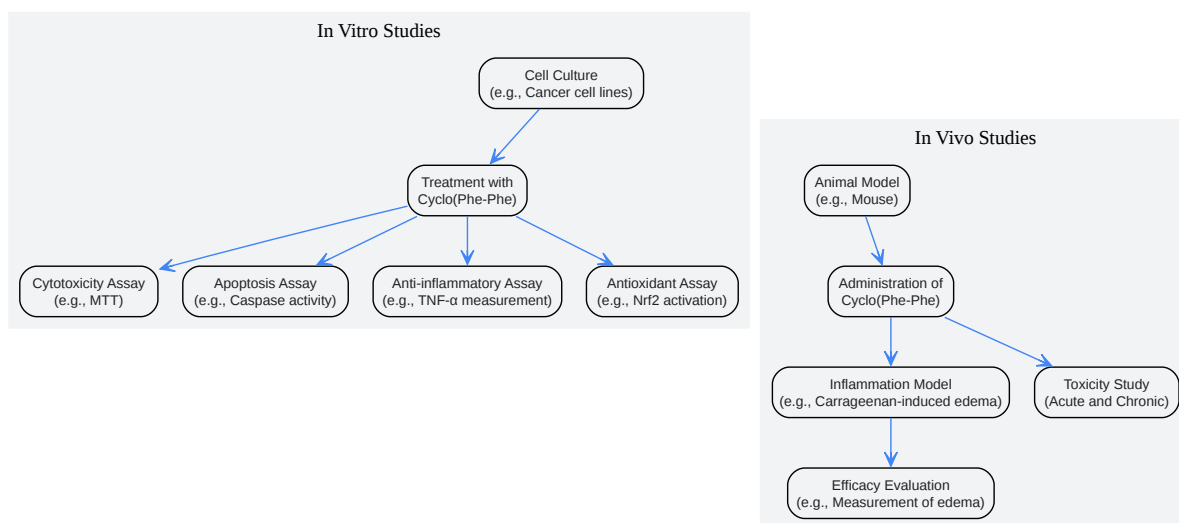 In Vitro Studies
Cell Culture
(e.g., Cancer cell lines)
Treatment with
Cyclo(Phe-Phe)
Cytotoxicity Assay
(e.g., MTT)
Apoptosis Assay
(e.g., Caspase activity)
Anti-inflammatory Assay
(e.g., TNF-α measurement)
Antioxidant Assay
(e.g., Nrf2 activation)
In Vivo Studies
Animal Model
(e.g., Mouse)
Administration of
Cyclo(Phe-Phe)
Inflammation Model
(e.g., Carrageenan-induced edema)
Toxicity Study
(Acute and Chronic)
Efficacy Evaluation
(e.g., Measurement of edema)